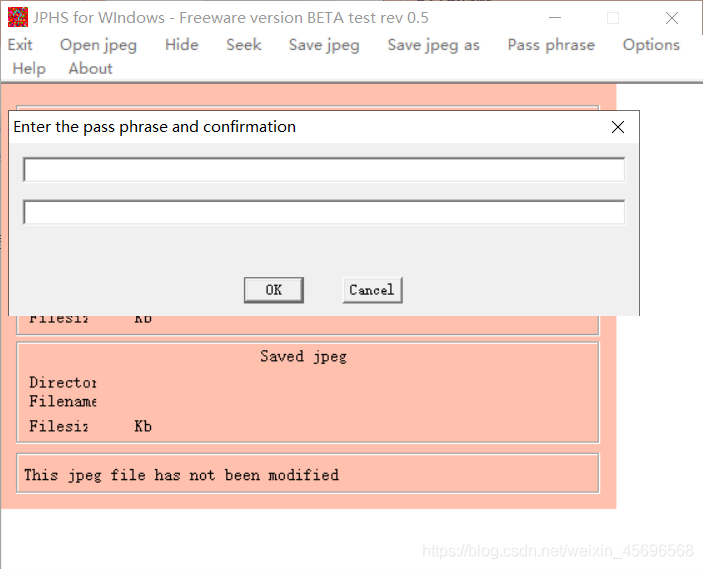 JPHS for WIndows - Freeware version BETA test rev 0.5
Exit Open jpeg Hide Seek Save jpeg Save jpeg as Pass phrase Options
Help About
Enter the pass phrase and confirmation
OK Cancel
Filesiz Kb
Saved jpeg
Director
Filename
Filesiz Kb
This jpeg file has not been modified
https://blog.csdn.net/weixin_45696568